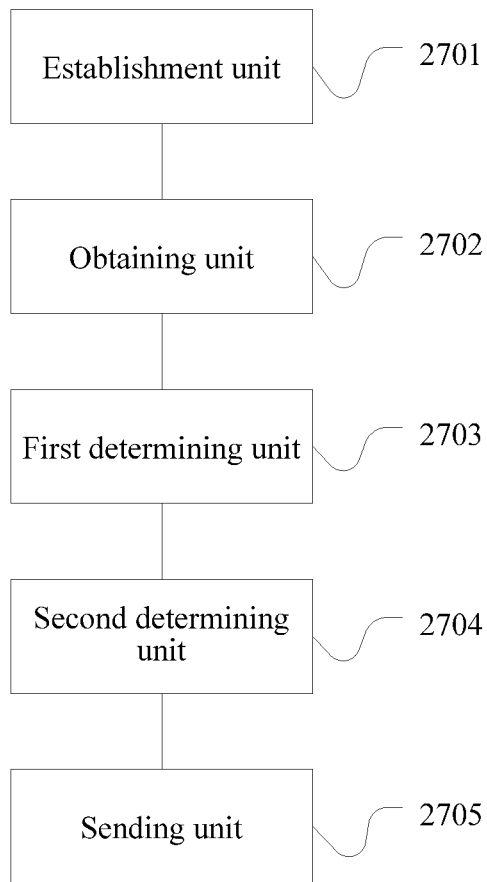 Establishment unit
2701
Obtaining unit
2702
First determining unit
2703
Second determining
unit
2704
Sending unit
2705